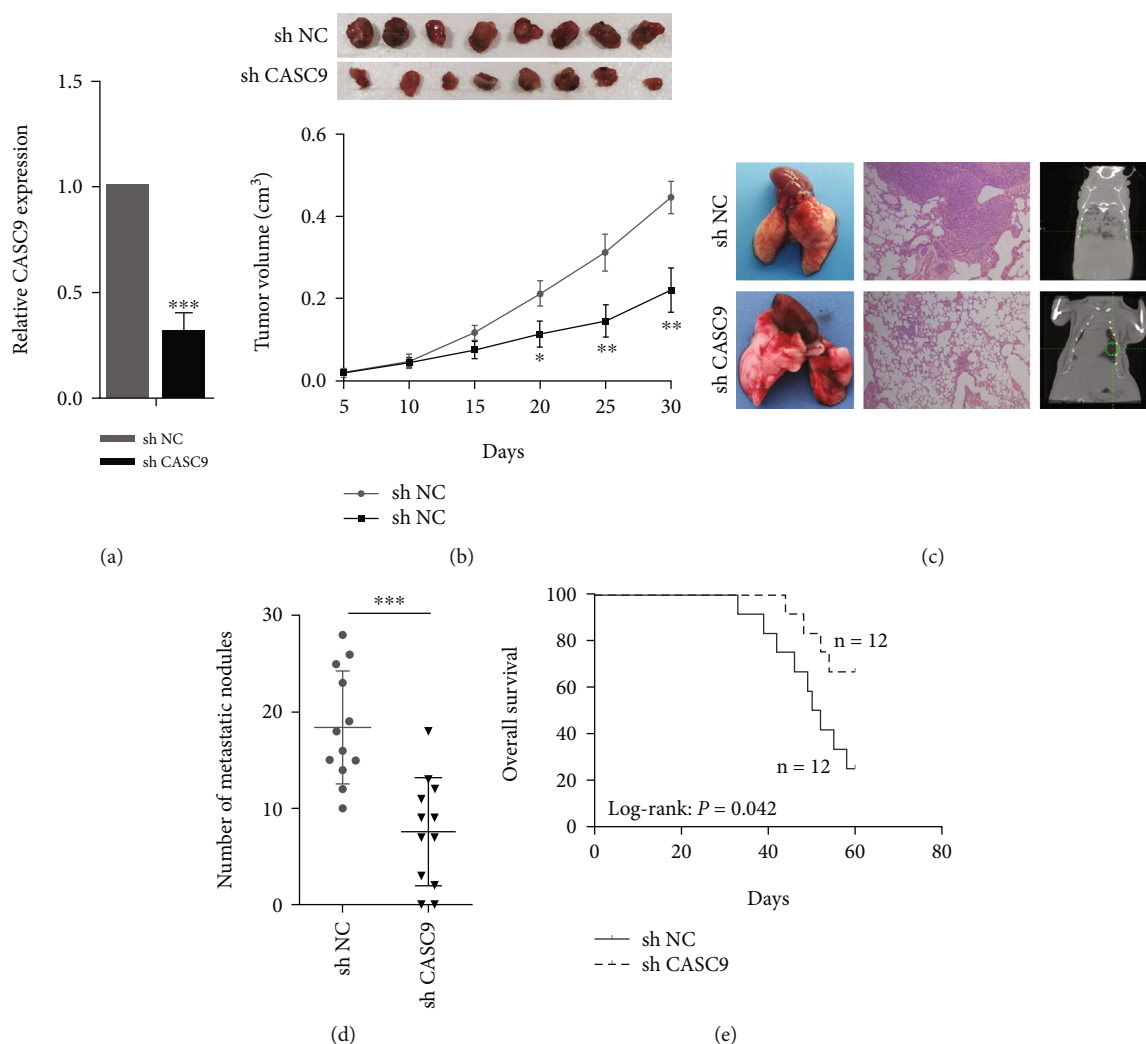 sh NC
sh CASC9
1.5
1.0
0.5
0.0
Relative CASC9 expression
***
sh NC
sh CASC9
(a)
0.6
0.4
0.2
0.0
Tumor volume (cm³)
*
**
**
5
10
15
20
25
30
Days
sh NC
sh NC
(b)
sh NC
sh CASC9
(c)
30
20
10
0
Number of metastatic nodules
***
sh NC
sh CASC9
(d)
100
80
60
40
20
0
Overall survival
n = 12
n = 12
Log-rank: P = 0.042
0
20
40
60
80
Days
sh NC
sh CASC9
(e)